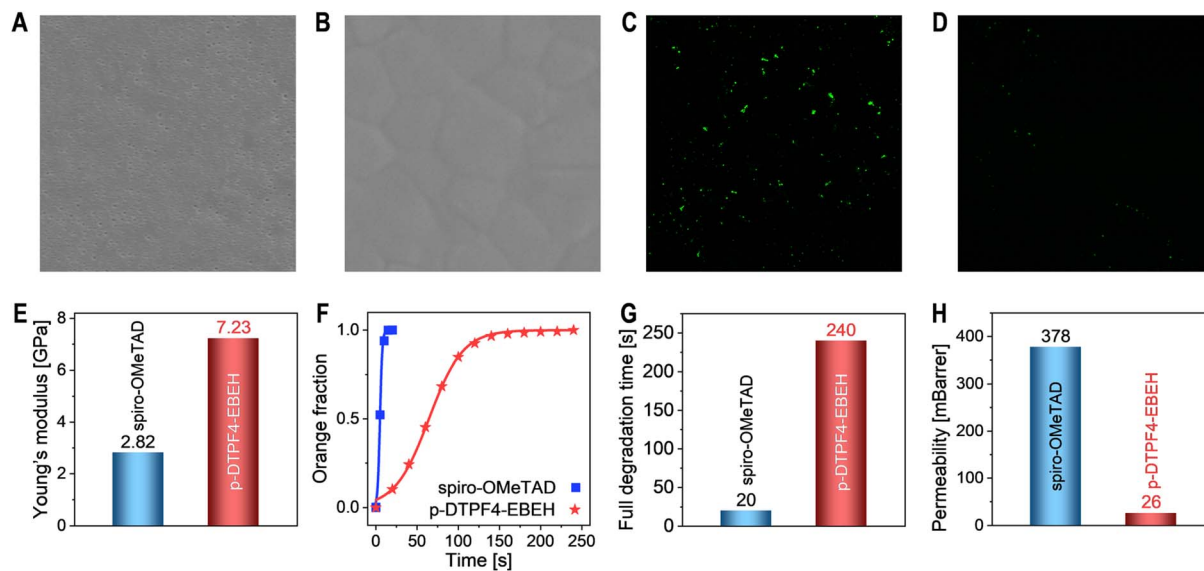 A
B
C
D
E
Young's modulus [GPa]
8
6
4
2
0
spiro-OMeTAD
2.82
7.23
p-DTPF4-EBEH
F
Orange fraction
1.0
0.5
0.0
spiro-OMeTAD
p-DTPF4-EBEH
0 50 100 150 200 250
Time [s]
G
Full degradation time [s]
250
200
150
100
50
0
spiro-OMeTAD
20
240
p-DTPF4-EBEH
H
Permeability [mBarrer]
400
300
200
100
0
378
spiro-OMeTAD
p-DTPF4-EBEH
26